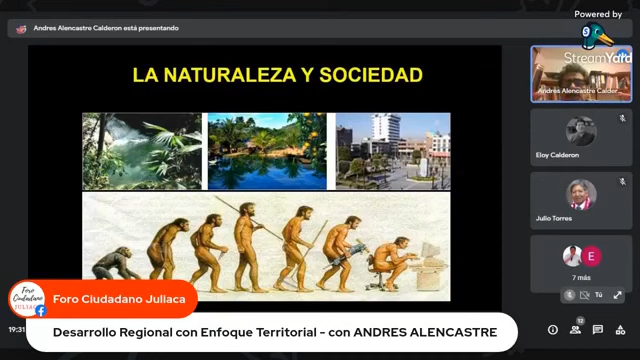 Powered by
StreamYard
Andres Alencastre Calderon está presentando
LA NATURALEZA Y SOCIEDAD
Andrés Alencastre Calder
Eloy Calderon
Julio Torres
E
7 más
Tú
Foro
Ciudadano
JULIACA
Foro Ciudadano Juliaca
19:31
Desarrollo Regional con Enfoque Territorial - con ANDRES ALENCASTRE
12